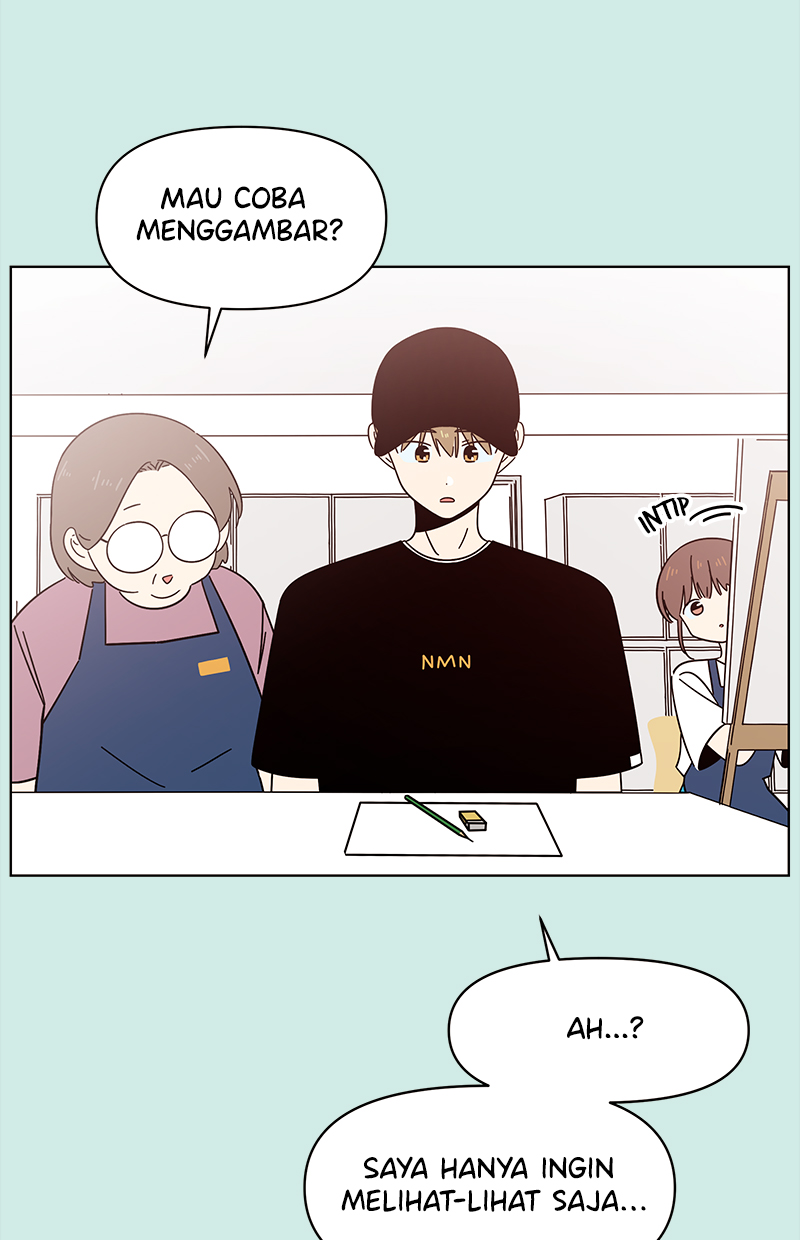 MAU COBA
MENGGAMBAR?
INTIP
NMN
AH...?
SAYA HANYA INGIN
MELIHAT-LIHAT SAJA...